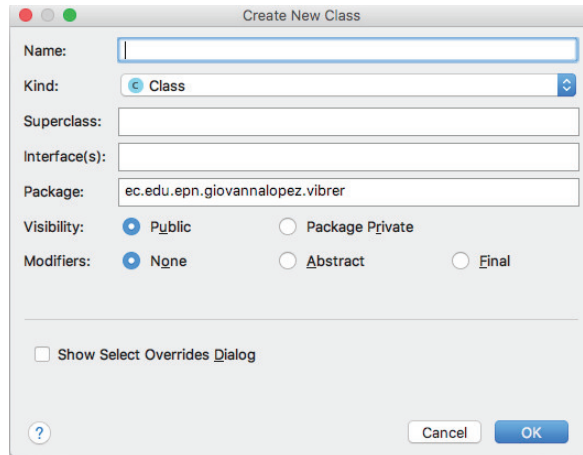 Create New Class
Name:
Kind: C Class
Superclass:
Interface(s):
Package: ec.edu.epn.giovannalopez.vibrer
Visibility: Public Package Private
Modifiers: None Abstract Final
Show Select Overrides Dialog
? Cancel OK